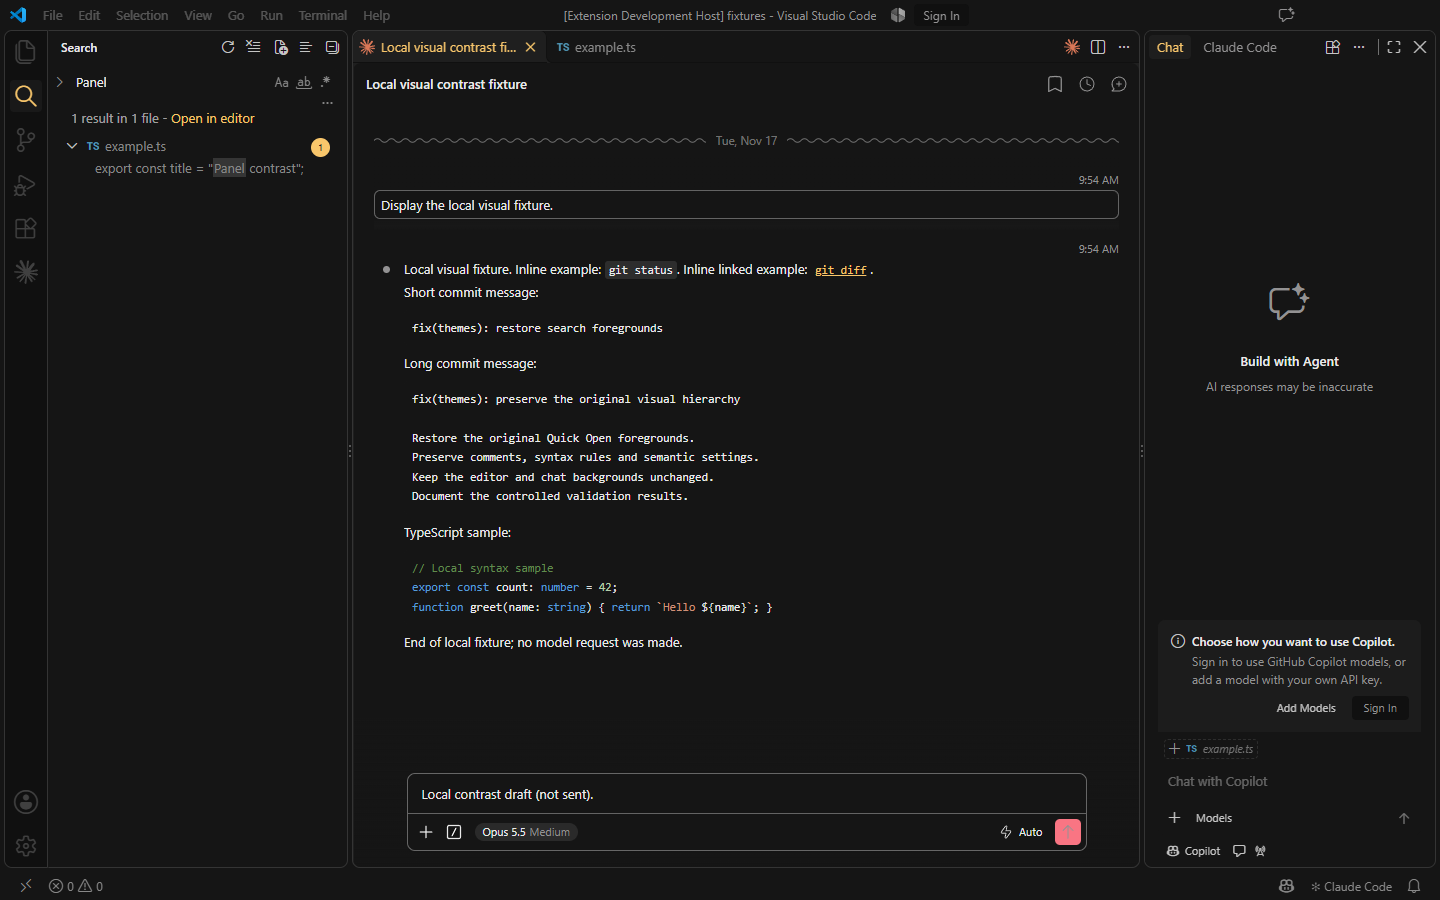 File Edit Selection View Go Run Terminal Help
[Extension Development Host] fixtures - Visual Studio Code
Sign In
Search
Panel
Aa ab .*
1 result in 1 file - Open in editor
TS example.ts
1
export const title = "Panel contrast";
Local visual contrast fi...
TS example.ts
Local visual contrast fixture
Tue, Nov 17
9:54 AM
Display the local visual fixture.
9:54 AM
Local visual fixture. Inline example: git status. Inline linked example: git diff.
Short commit message:
fix(themes): restore search foregrounds
Long commit message:
fix(themes): preserve the original visual hierarchy
Restore the original Quick Open foregrounds.
Preserve comments, syntax rules and semantic settings.
Keep the editor and chat backgrounds unchanged.
Document the controlled validation results.
TypeScript sample:
// Local syntax sample
export const count: number = 42;
function greet(name: string) { return `Hello ${name}`; }
End of local fixture; no model request was made.
Local contrast draft (not sent).
Opus 5.5 Medium
Auto
Chat Claude Code
Build with Agent
AI responses may be inaccurate
Choose how you want to use Copilot.
Sign in to use GitHub Copilot models, or
add a model with your own API key.
Add Models Sign In
TS example.ts
Chat with Copilot
Models
Copilot
0 0
Claude Code